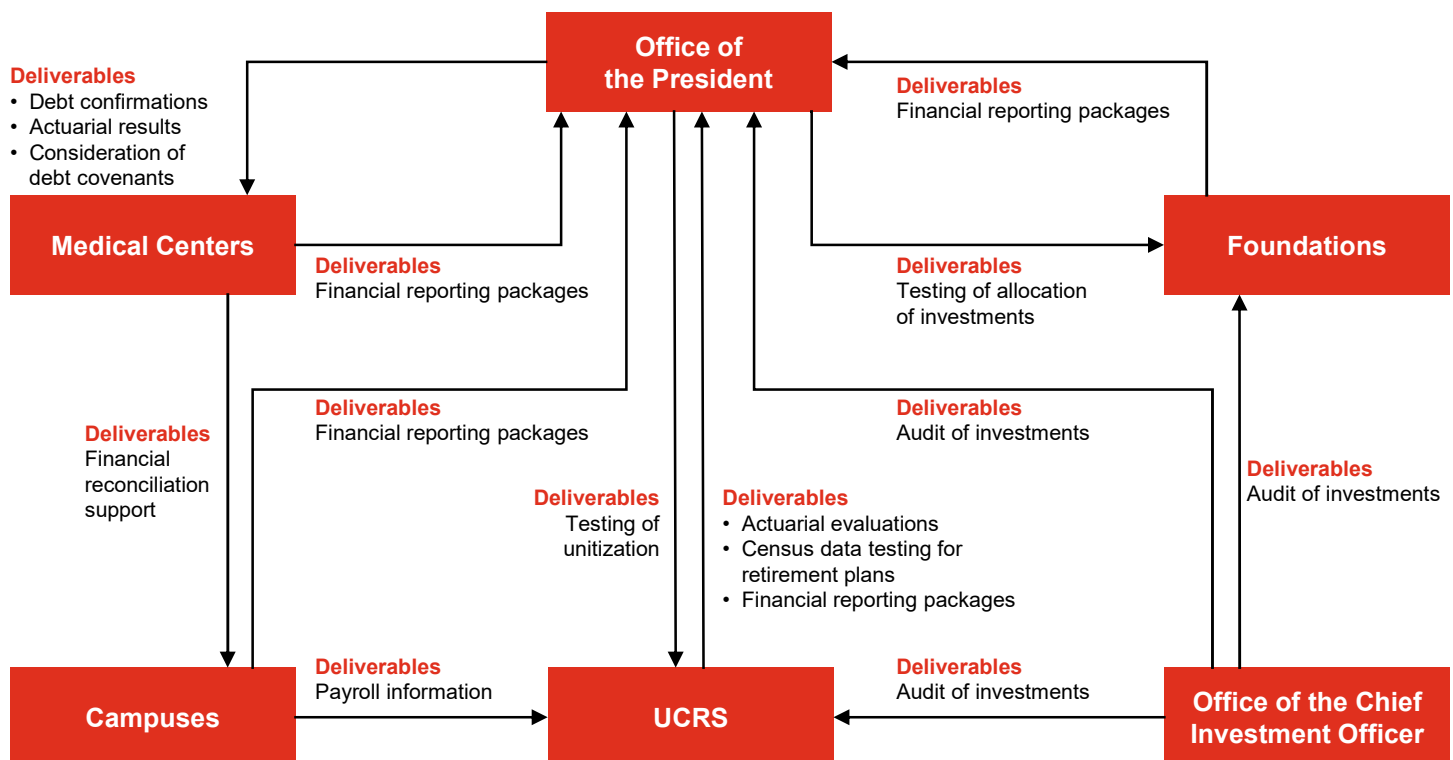 Office of
the President
Deliverables
• Debt confirmations
• Actuarial results
• Consideration of
debt covenants
Deliverables
Financial reporting packages
Medical Centers
Foundations
Deliverables
Financial reporting packages
Deliverables
Testing of allocation
of investments
Deliverables
Financial
reconciliation
support
Deliverables
Financial reporting packages
Deliverables
Audit of investments
Deliverables
Audit of investments
Deliverables
Testing of
unitization
Deliverables
• Actuarial evaluations
• Census data testing for
retirement plans
• Financial reporting packages
Campuses
Deliverables
Payroll information
UCRS
Deliverables
Audit of investments
Office of the Chief
Investment Officer